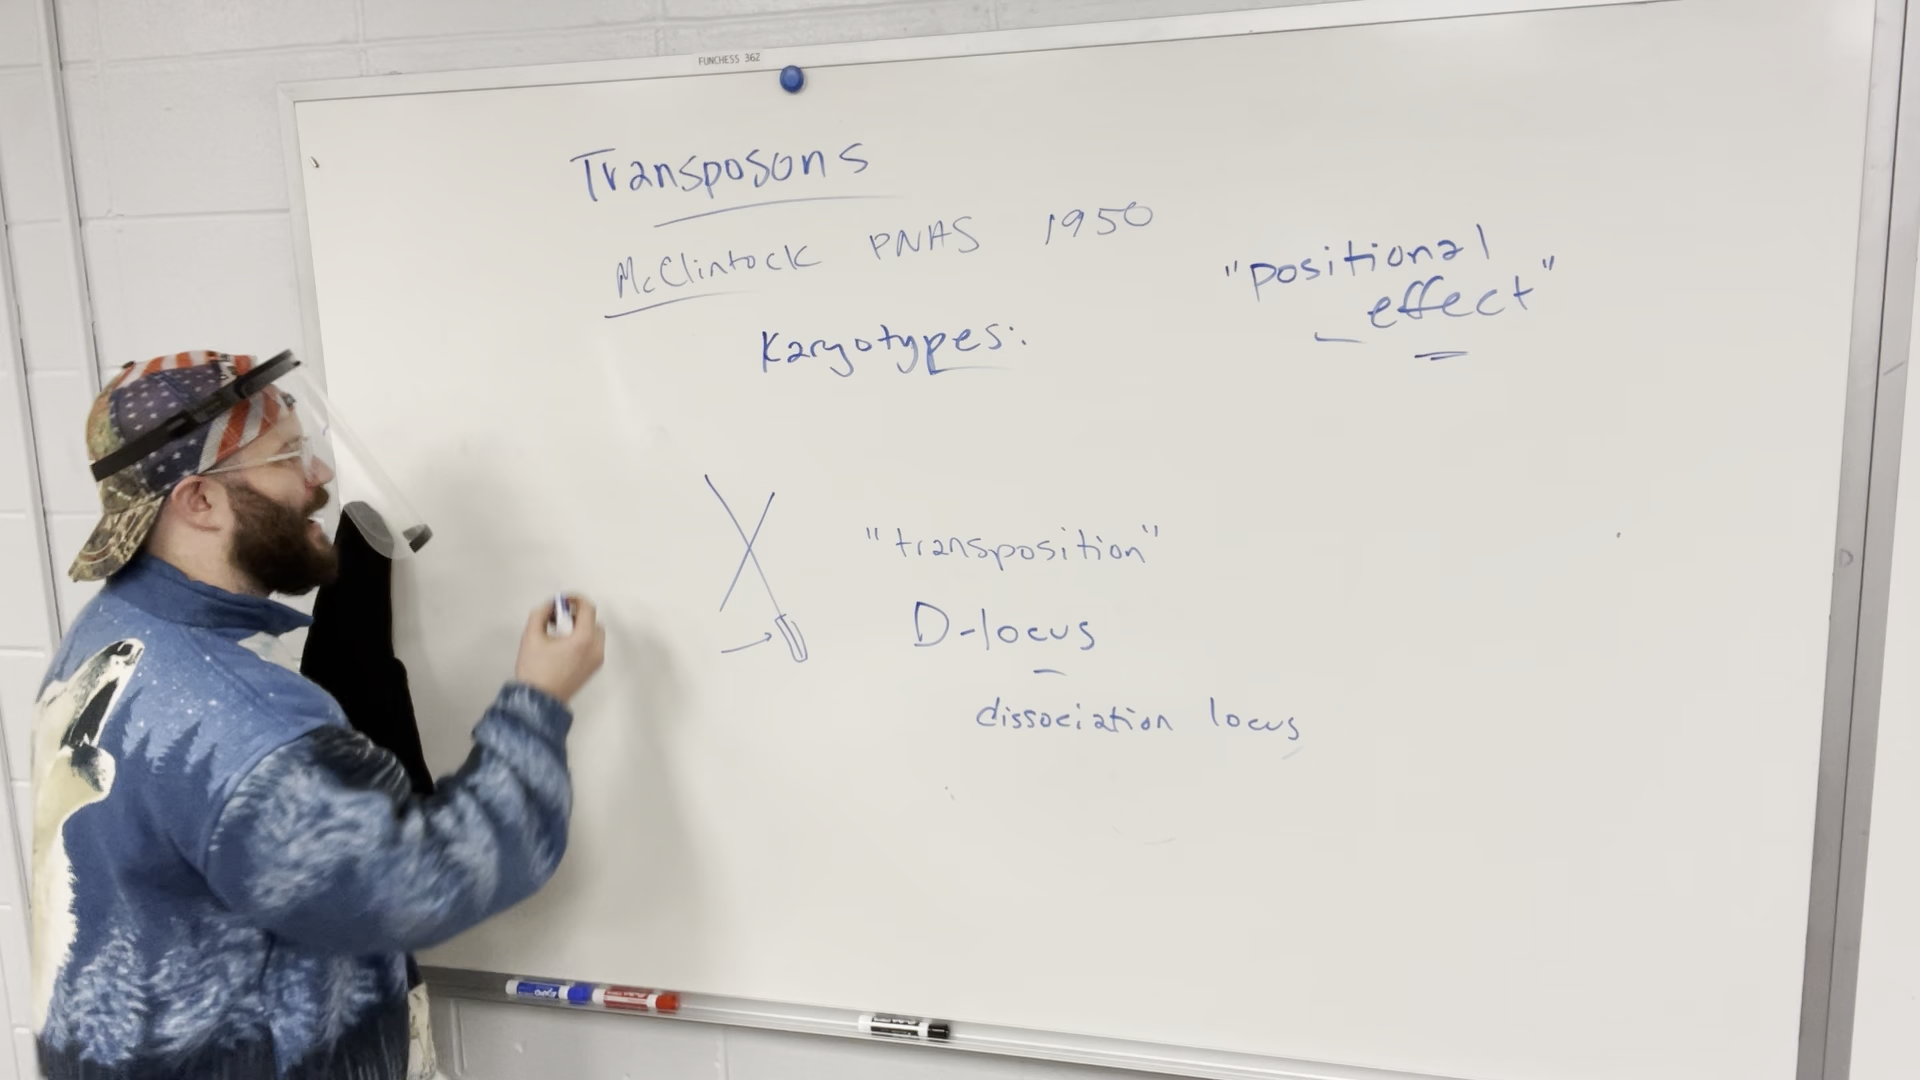 FUNCHESS 362
Transposons
McClintock PNAS 1950
"positional
effect"
Karyotypes:
"transposition"
D-locus
dissociation locus